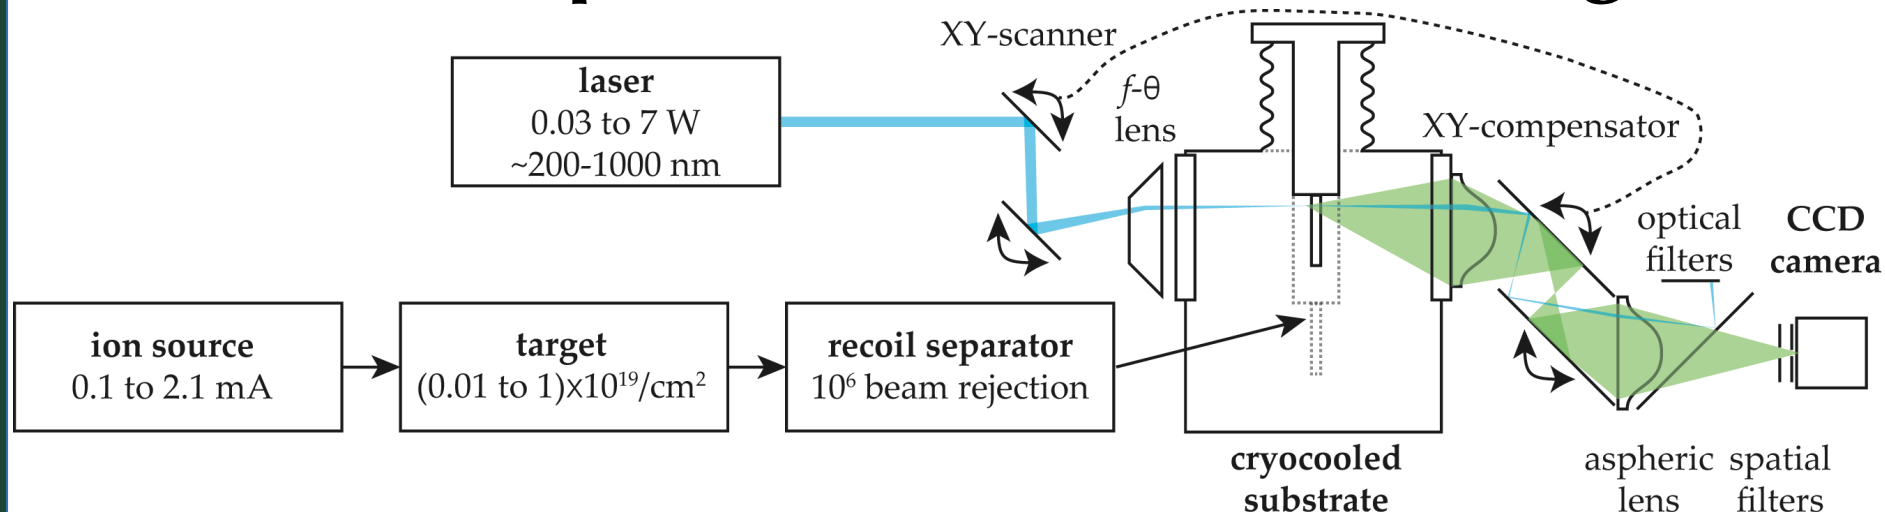 XY-scanner
laser
0.03 to 7 W
~200-1000 nm
f-θ
lens
XY-compensator
optical
filters
CCD
camera
ion source
0.1 to 2.1 mA
target
(0.01 to 1)×10¹⁹/cm²
recoil separator
10⁶ beam rejection
cryocooled
substrate
aspheric
lens
spatial
filters